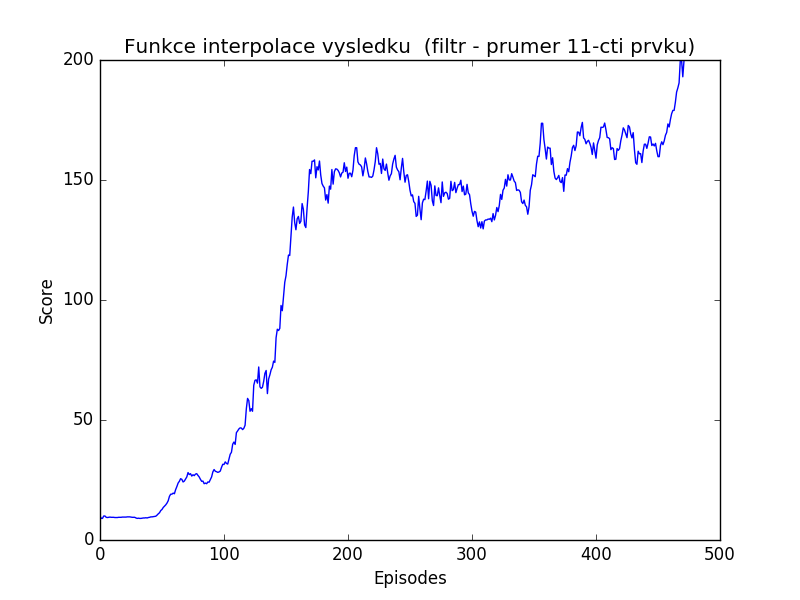 Funkce interpolace vysledku  (filtr - prumer 11-cti prvku)
200
150
100
50
0
Score
0 100 200 300 400 500
Episodes